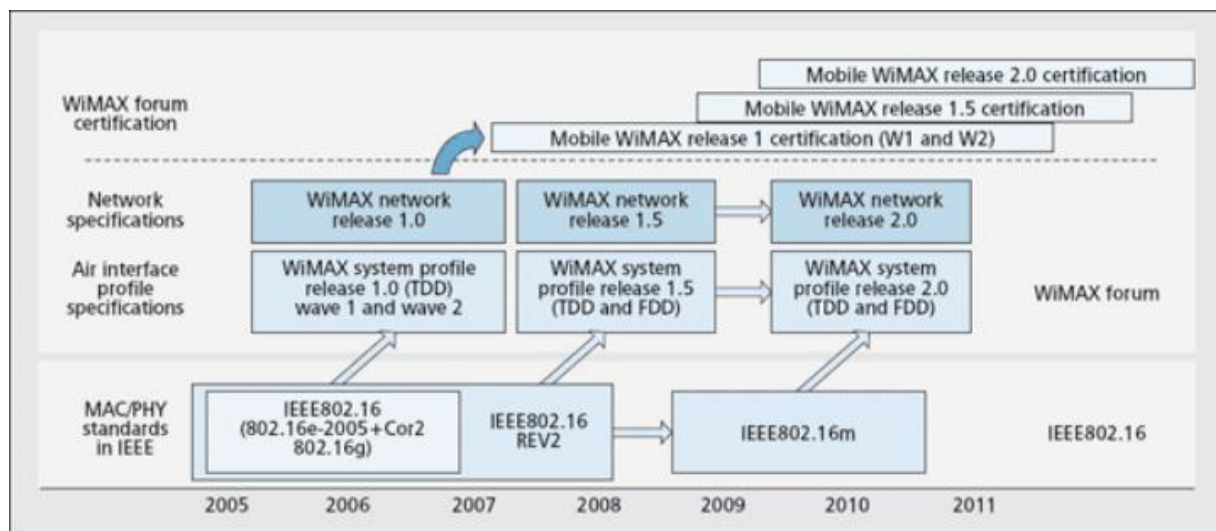 Mobile WiMAX release 2.0 certification
WiMAX forum
certification
Mobile WiMAX release 1.5 certification
Mobile WiMAX release 1 certification (W1 and W2)
Network
specifications
WiMAX network
release 1.0
WiMAX network
release 1.5
WiMAX network
release 2.0
Air interface
profile
specifications
WiMAX system profile
release 1.0 (TDD)
wave 1 and wave 2
WiMAX system
profile release 1.5
(TDD and FDD)
WiMAX system
profile release 2.0
(TDD and FDD)
WiMAX forum
MAC/PHY
standards
in IEEE
IEEE802.16
(802.16e-2005+Cor2
802.16g)
IEEE802.16
REV2
IEEE802.16m
IEEE802.16
2005 2006 2007 2008 2009 2010 2011